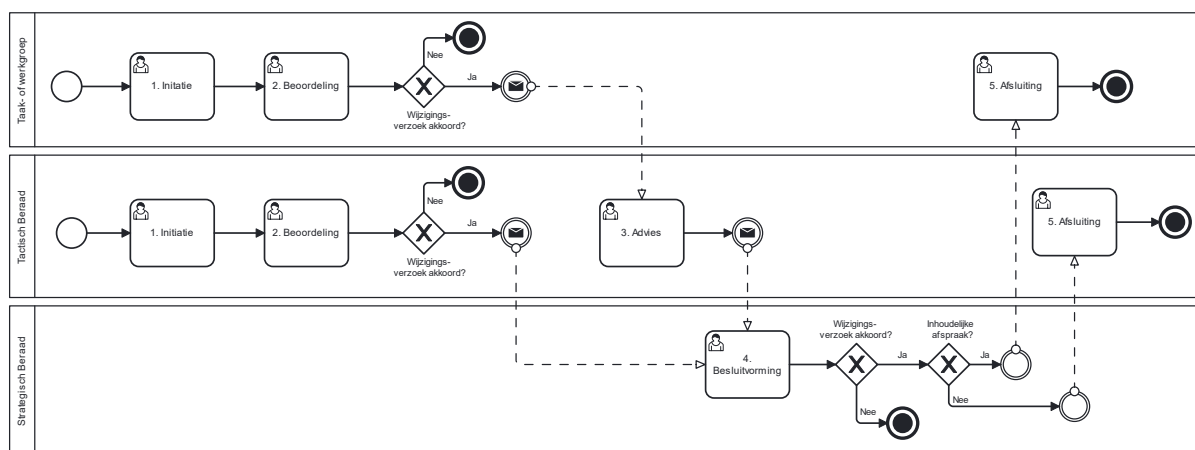 Taak- of werkgroep
1. Initatie
2. Beoordeling
Nee
Ja
Wijzigings-
verzoek akkoord?
5. Afsluiting
Tactisch Beraad
1. Initiatie
2. Beoordeling
Nee
Ja
Wijzigings-
verzoek akkoord?
3. Advies
5. Afsluiting
Strategisch Beraad
4.
Besluitvorming
Wijzigings-
verzoek akkoord?
Ja
Nee
Inhoudelijke
afspraak?
Ja
Nee